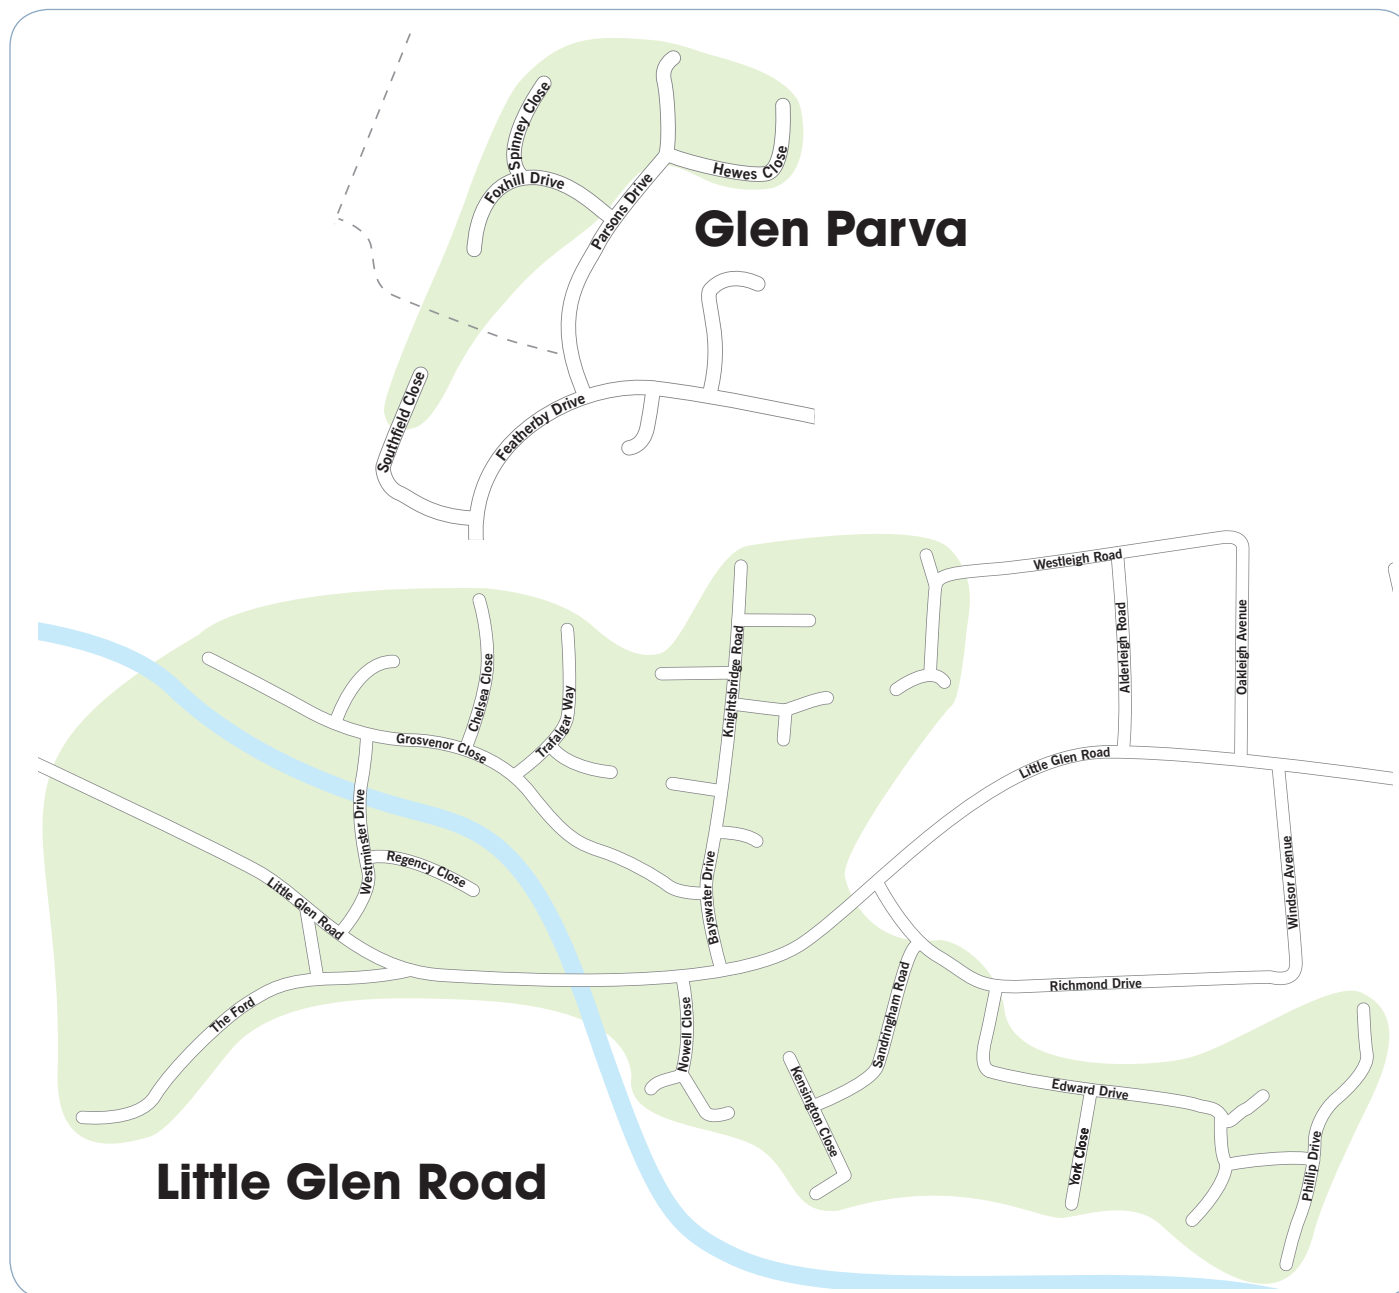 Spinney Close
Foxhill Drive
Parsons Drive
Hewes Close
Glen Parva
Southfield Close
Featherby Drive
Westleigh Road
Alderleigh Road
Oakleigh Avenue
Knightsbridge Road
Chelsea Close
Trafalgar Way
Grosvenor Close
Little Glen Road
Westminster Drive
Regency Close
Bayswater Drive
Windsor Avenue
Little Glen Road
Richmond Drive
The Ford
Nowell Close
Sandringham Road
Kensington Close
Edward Drive
York Close
Phillip Drive
Little Glen Road